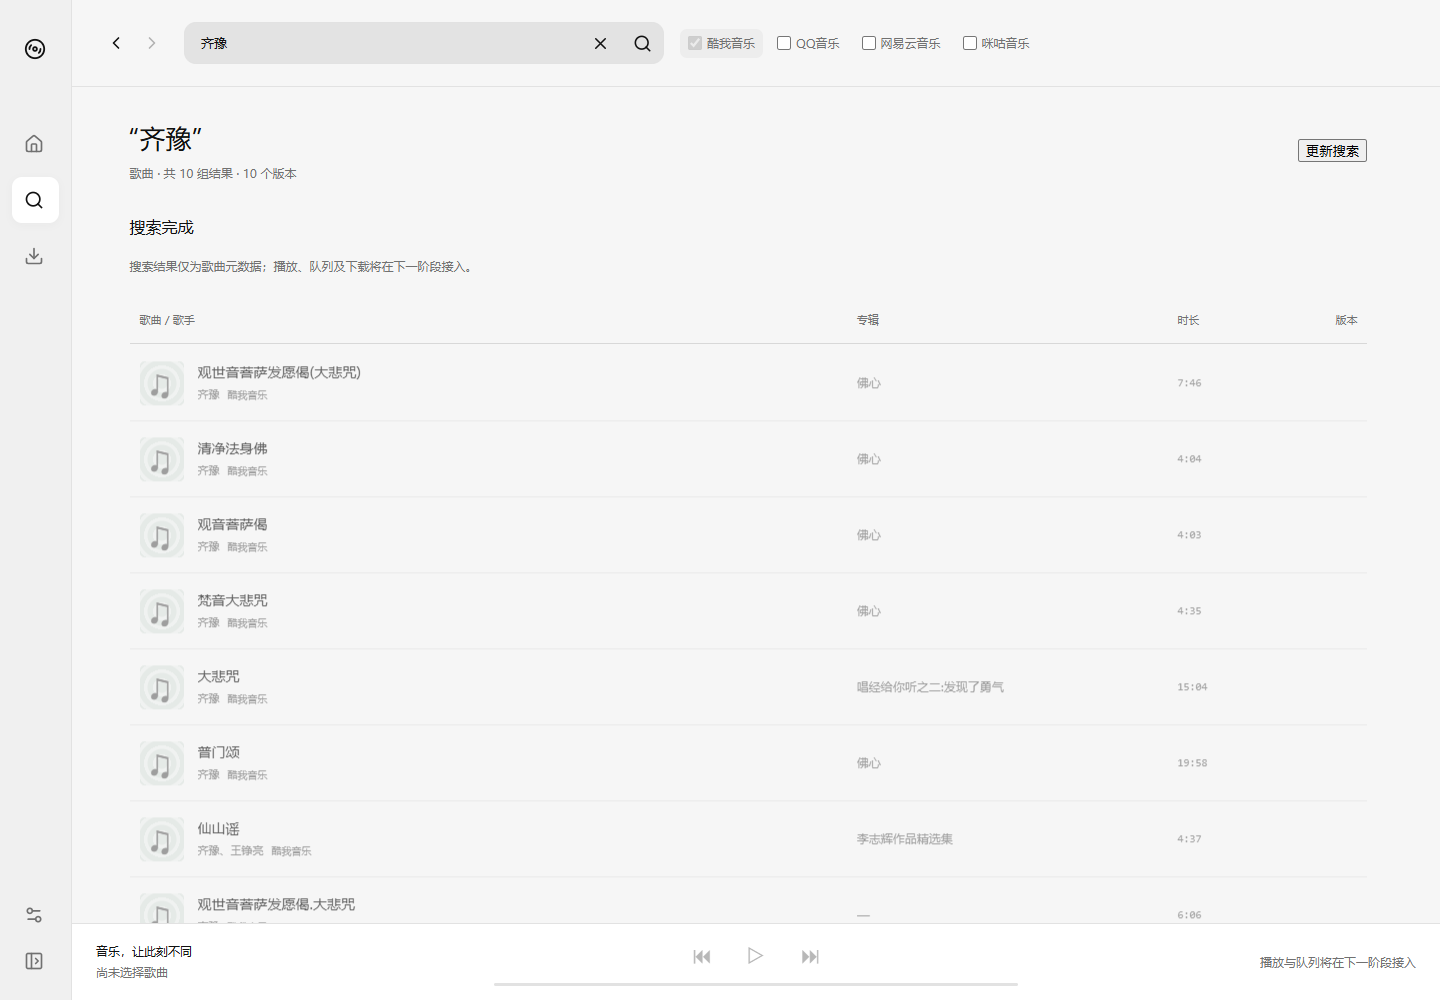 齐豫
酷我音乐 QQ音乐 网易云音乐 咪咕音乐
“齐豫”
更新搜索
歌曲 · 共 10 组结果 · 10 个版本
搜索完成
搜索结果仅为歌曲元数据；播放、队列及下载将在下一阶段接入。
歌曲 / 歌手 专辑 时长 版本
观世音菩萨发愿偈(大悲咒)
齐豫 酷我音乐
佛心 7:46
清净法身佛
齐豫 酷我音乐
佛心 4:04
观音菩萨偈
齐豫 酷我音乐
佛心 4:03
梵音大悲咒
齐豫 酷我音乐
佛心 4:35
大悲咒
齐豫 酷我音乐
唱经给你听之二:发现了勇气 15:04
普门颂
齐豫 酷我音乐
佛心 19:58
仙山谣
齐豫、王铮亮 酷我音乐
李志辉作品精选集 4:37
观世音菩萨发愿偈.大悲咒
— 6:06
音乐，让此刻不同
尚未选择歌曲
播放与队列将在下一阶段接入